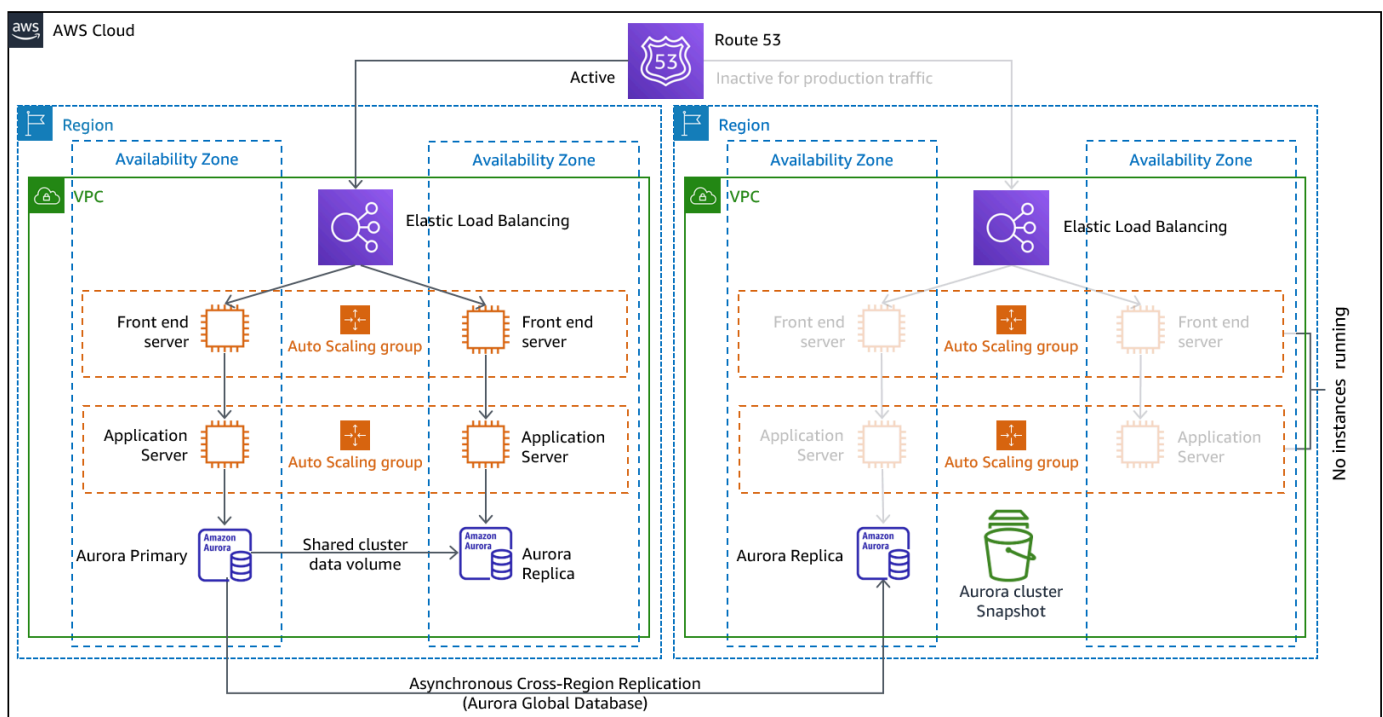 aws
AWS Cloud
Route 53
53
Active
Inactive for production traffic
Region
Availability Zone
Availability Zone
VPC
Elastic Load Balancing
Front end
server
Auto Scaling group
Front end
server
Application
Server
Auto Scaling group
Application
Server
Aurora Primary
Amazon
Aurora
Shared cluster
data volume
Amazon
Aurora
Aurora
Replica
Region
Availability Zone
Availability Zone
VPC
Elastic Load Balancing
Front end
server
Auto Scaling group
Front end
server
Application
Server
Auto Scaling group
Application
Server
Aurora Replica
Amazon
Aurora
Aurora cluster
Snapshot
No instances running
Asynchronous Cross-Region Replication
(Aurora Global Database)